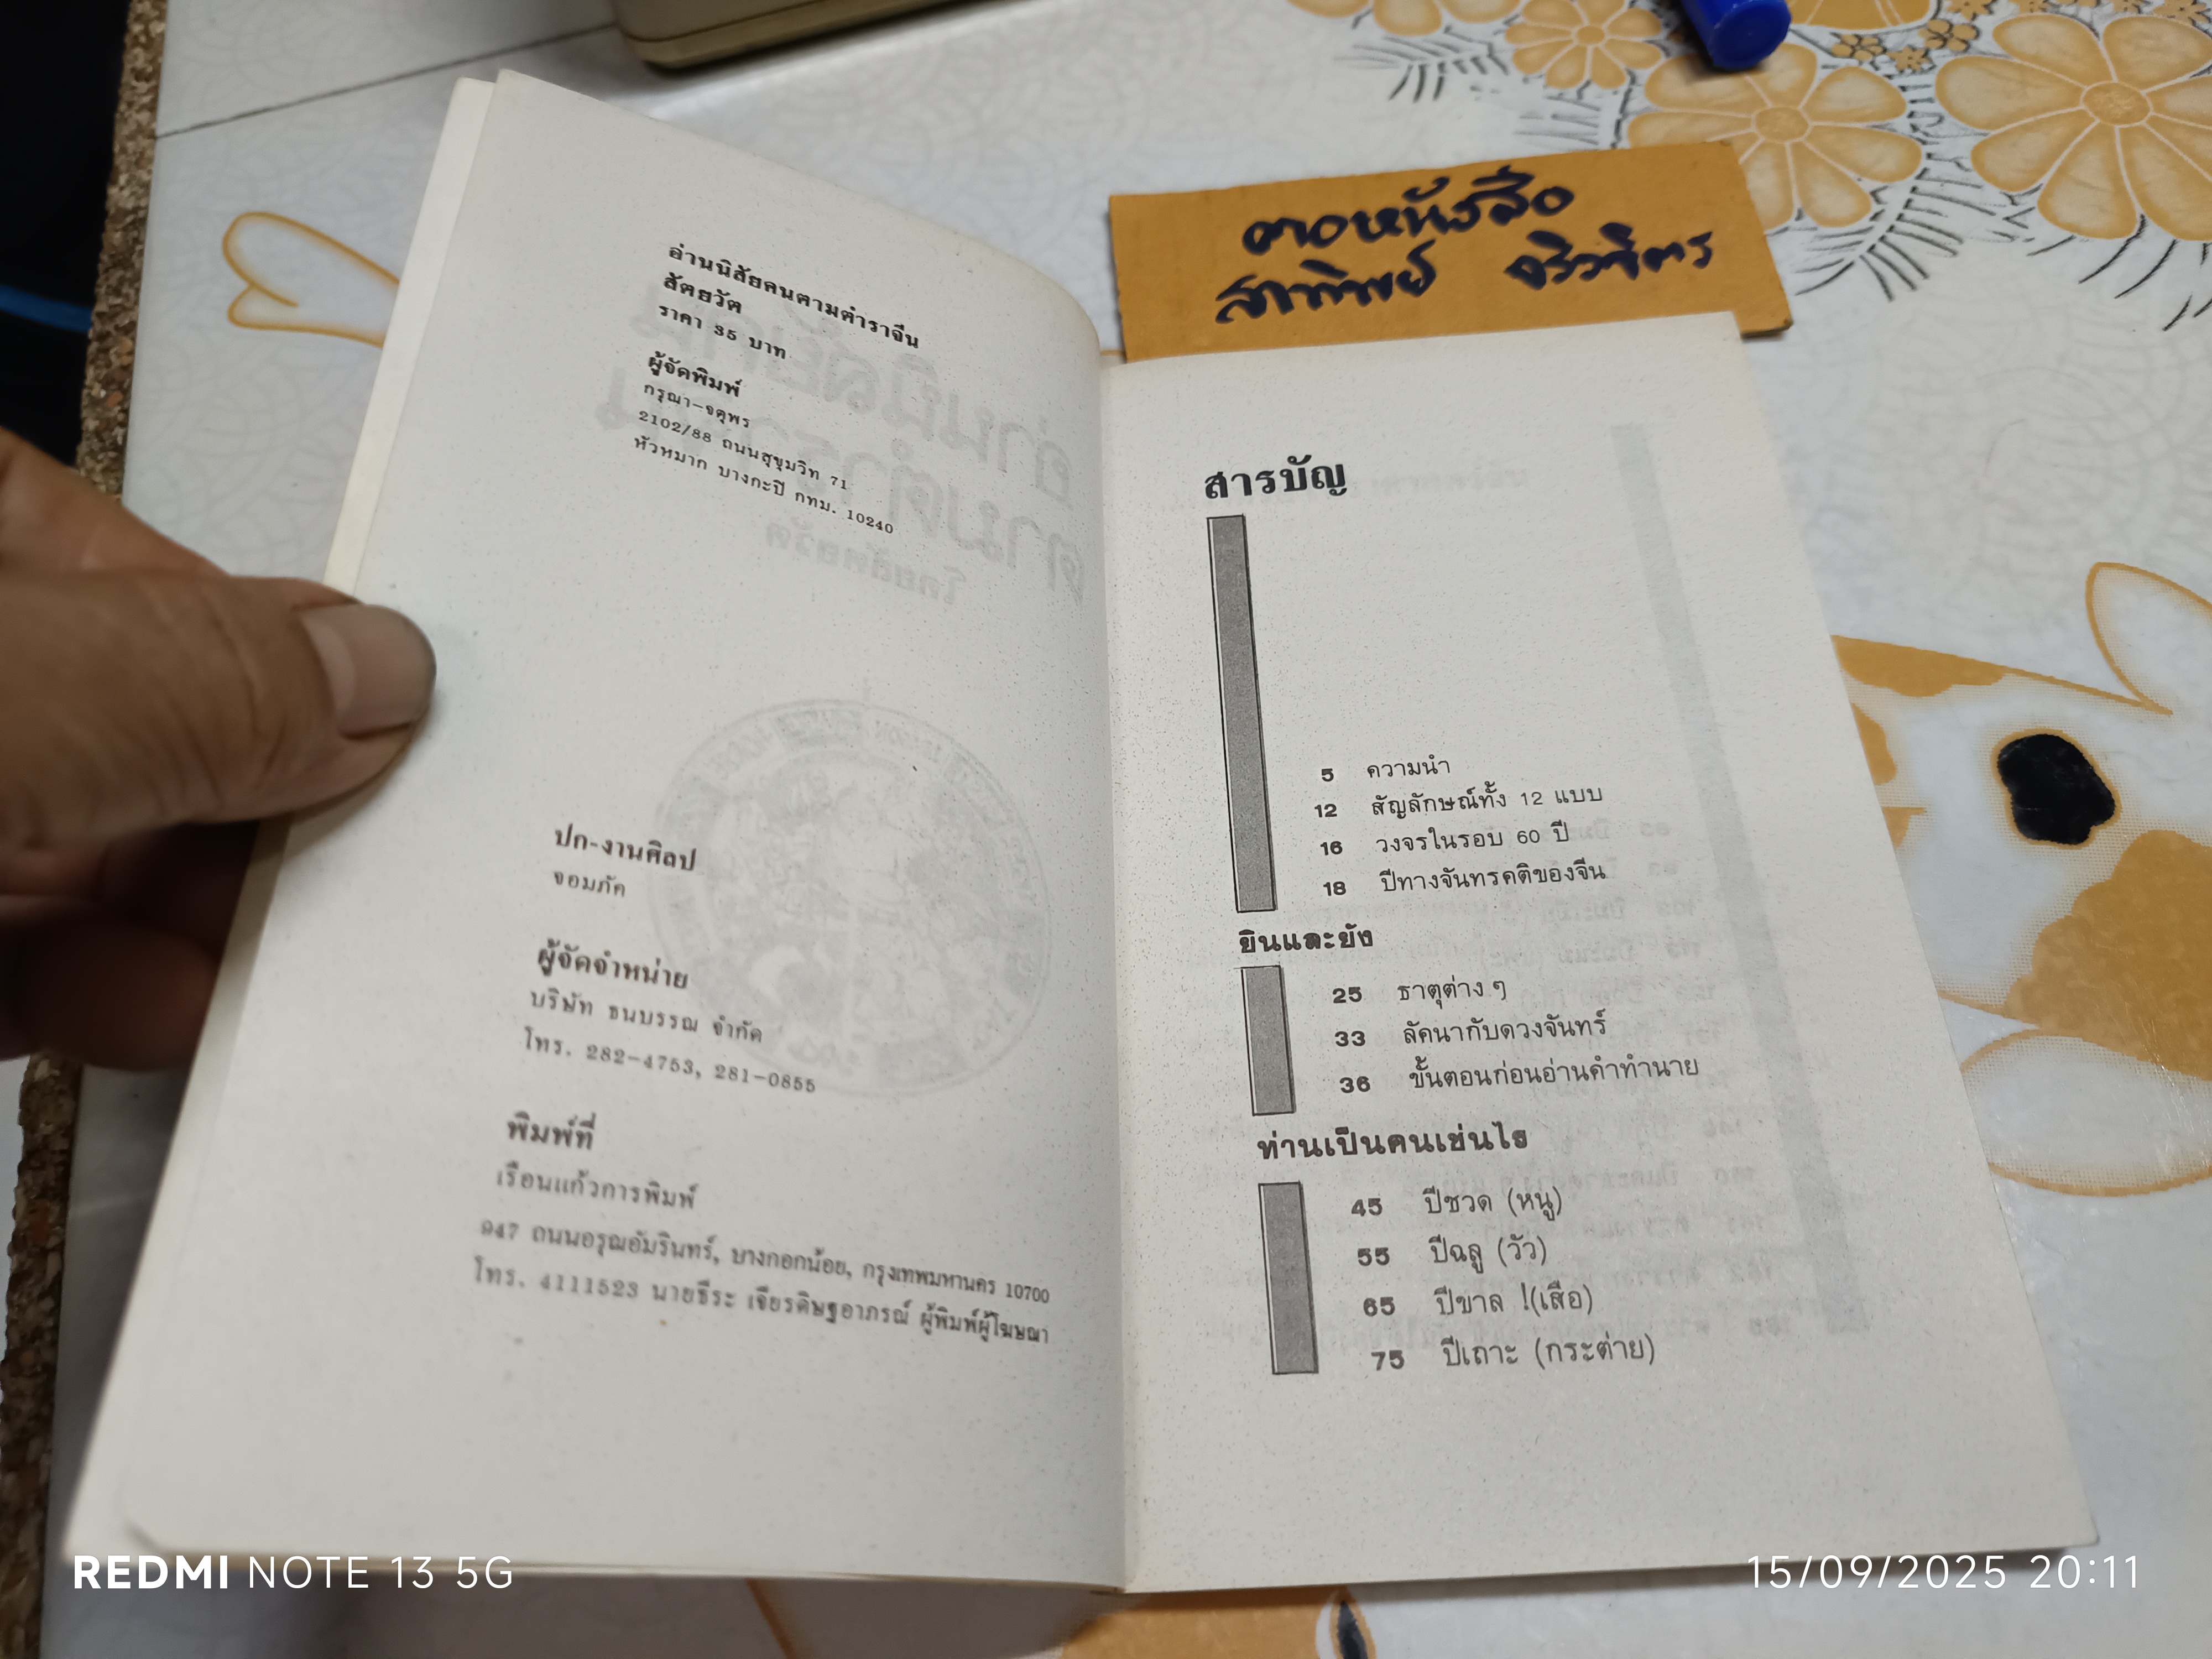 อ่านนิสัยคนตามตำราจีน
สัตยวัต
ราคา 35 บาท
ผู้จัดพิมพ์
กรุณา-จตุพร
2102/88 ถนนสุขุมวิท 71
หัวหมาก บางกะปิ กทม. 10240
ปก-งานศิลป
จอมภัค
ผู้จัดจำหน่าย
บริษัท ธนบรรณ จำกัด
โทร. 282-4753, 281-0855
พิมพ์ที่
เรือนแก้วการพิมพ์
947 ถนนอรุณอัมรินทร์, บางกอกน้อย, กรุงเทพมหานคร 10700
โทร. 4111523 นายธีระ เจียรดิษฐอาภรณ์ ผู้พิมพ์ผู้โฆษณา
สารบัญ
5 ความนำ
12 สัญลักษณ์ทั้ง 12 แบบ
16 วงจรในรอบ 60 ปี
18 ปีทางจันทรคติของจีน
ยินและยัง
25 ธาตุต่าง ๆ
33 ลัคนากับดวงจันทร์
36 ขั้นตอนก่อนอ่านคำทำนาย
ท่านเป็นคนเช่นไร
45 ปีชวด (หนู)
55 ปีฉลู (วัว)
65 ปีขาล !(เสือ)
75 ปีเถาะ (กระต่าย)
REDMI NOTE 13 5G
15/09/2025 20:11